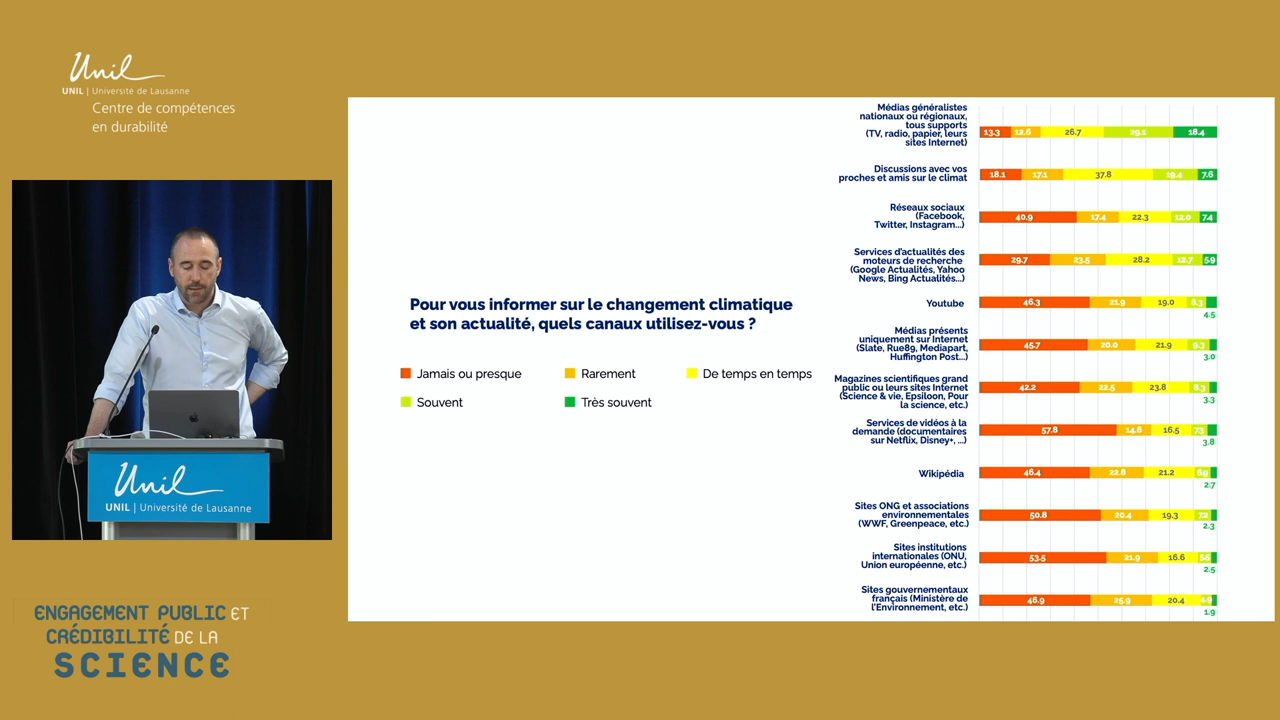 Unil
UNIL | Université de Lausanne
Centre de compétences
en durabilité
Unil
UNIL | Université de Lausanne
ENGAGEMENT PUBLIC ET
CRÉDIBILITÉ DE LA
SCIENCE
Pour vous informer sur le changement climatique
et son actualité, quels canaux utilisez-vous ?
Jamais ou presque
Rarement
De temps en temps
Souvent
Très souvent
Médias généralistes
nationaux ou régionaux,
tous supports
(TV, radio, papier, leurs
sites Internet)
13.3 12.6 26.7 29.1 18.4
Discussions avec vos
proches et amis sur le climat
18.1 17.1 37.8 19.4 7.6
Réseaux sociaux
(Facebook,
Twitter, Instagram...)
40.9 17.4 22.3 12.0 7.4
Services d'actualités des
moteurs de recherche
(Google Actualités, Yahoo
News, Bing Actualités...)
29.7 23.5 28.2 12.7 5.9
Youtube
46.3 21.9 19.0 8.3
4.5
Médias présents
uniquement sur Internet
(Slate, Rue89, Mediapart,
Huffington Post...)
45.7 20.0 21.9 9.3
3.0
Magazines scientifiques grand
public ou leurs sites Internet
(Science & vie, Epsiloon, Pour
la science, etc.)
42.2 22.5 23.8 8.3
3.3
Services de vidéos à la
demande (documentaires
sur Netflix, Disney+, ...)
57.8 14.6 16.5 7.3
3.8
Wikipédia
46.4 22.8 21.2 6.9
2.7
Sites ONG et associations
environnementales
(WWF, Greenpeace, etc.)
50.8 20.4 19.3 7.2
2.3
Sites institutions
internationales (ONU,
Union européenne, etc.)
53.5 21.9 16.6
2.5
Sites gouvernementaux
français (Ministère de
l'Environnement, etc.)
46.9 25.9 20.4 4.9
1.9